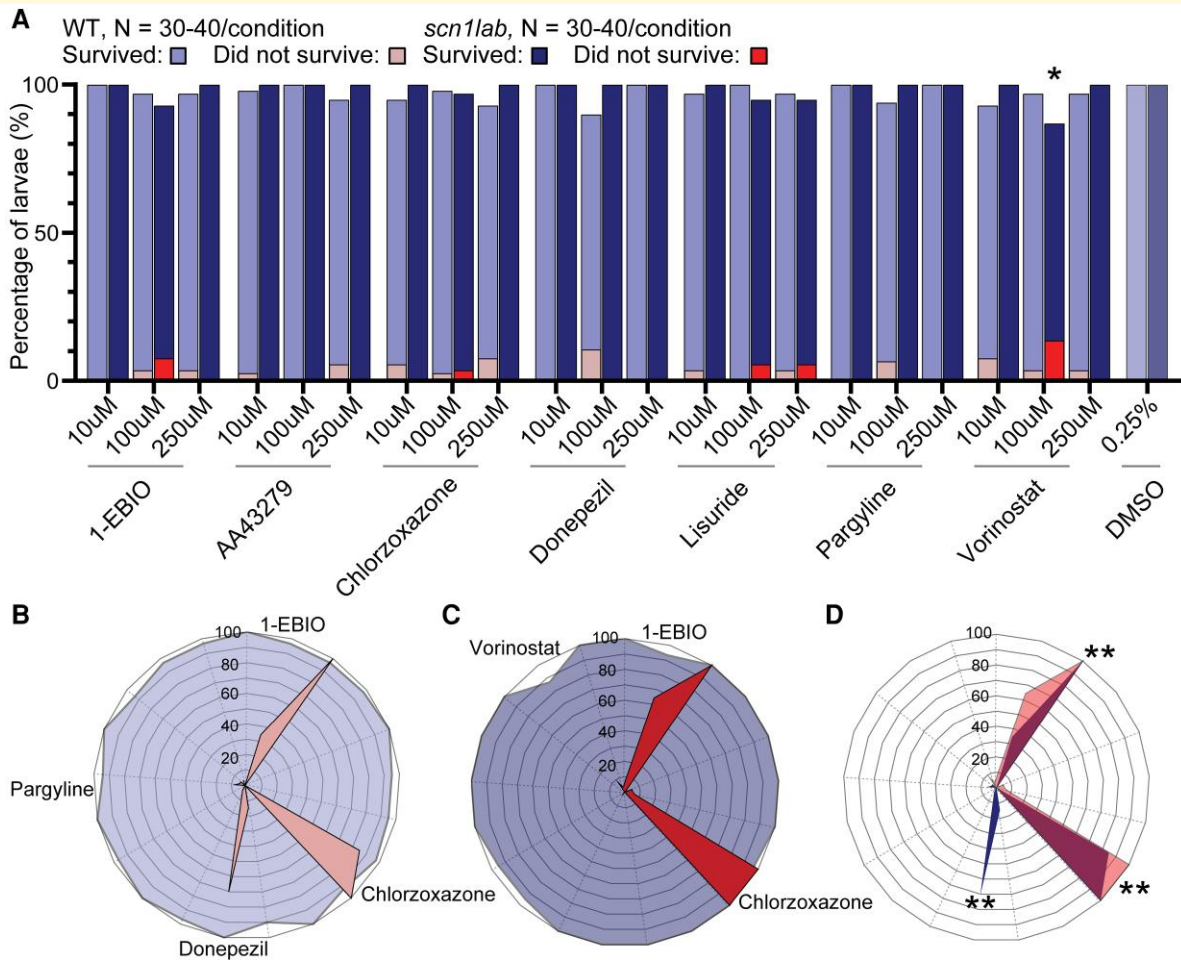 A
WT, N = 30-40/condition scn1lab, N = 30-40/condition
Survived: Did not survive: Survived: Did not survive:
Percentage of larvae (%)
100
50
0
*
10uM 100uM 250uM 10uM 100uM 250uM 10uM 100uM 250uM 10uM 100uM 250uM 10uM 100uM 250uM 10uM 100uM 250uM 10uM 100uM 250uM 0.25%
1-EBIO AA43279 Chlorzoxazone Donepezil Lisuride Pargyline Vorinostat DMSO
B
100
80
60
40
20
1-EBIO
Pargyline
Chlorzoxazone
Donepezil
C
100
80
60
40
20
Vorinostat
1-EBIO
Chlorzoxazone
D
100
80
60
40
20
**
**
**